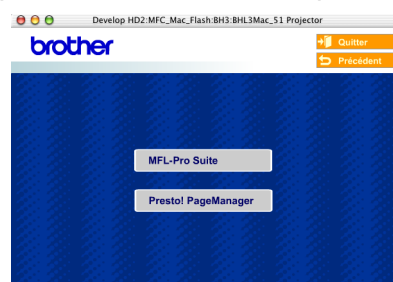 Develop HD2:MFC_Mac_Flash:BH3:BHL3Mac_51 Projector
brother
Quitter
Précédent
MFL-Pro Suite
Presto! PageManager